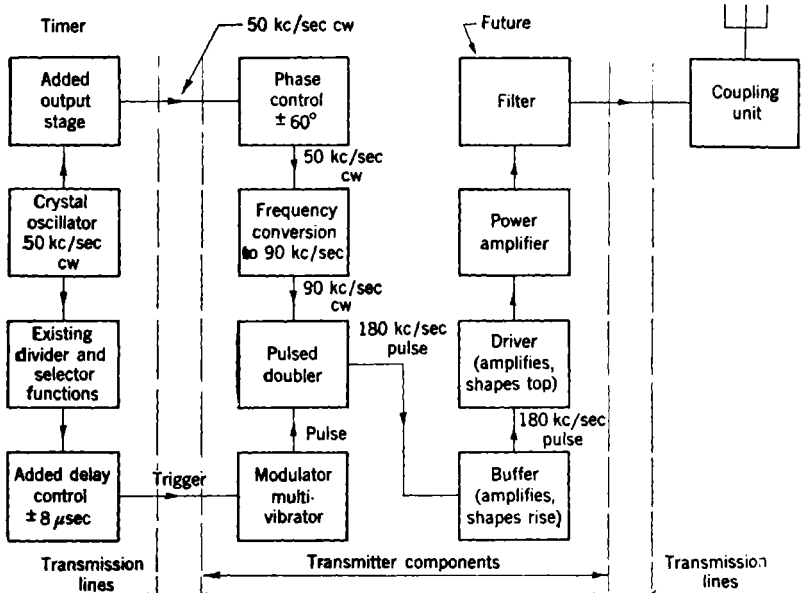 Timer
50 kc/sec cw
Future
Added
output
stage
Phase
control
± 60°
Filter
Coupling
unit
50 kc/sec
cw
Crystal
oscillator
50 kc/sec
cw
Frequency
conversion
to 90 kc/sec
Power
amplifier
90 kc/sec
cw
180 kc/sec
pulse
Existing
divider and
selector
functions
Pulsed
doubler
Driver
(amplifies,
shapes top)
Pulse
180 kc/sec
pulse
Added delay
control
± 8 μsec
Trigger
Modulator
multi-
vibrator
Buffer
(amplifies,
shapes rise)
Transmission
lines
Transmitter components
Transmission
lines